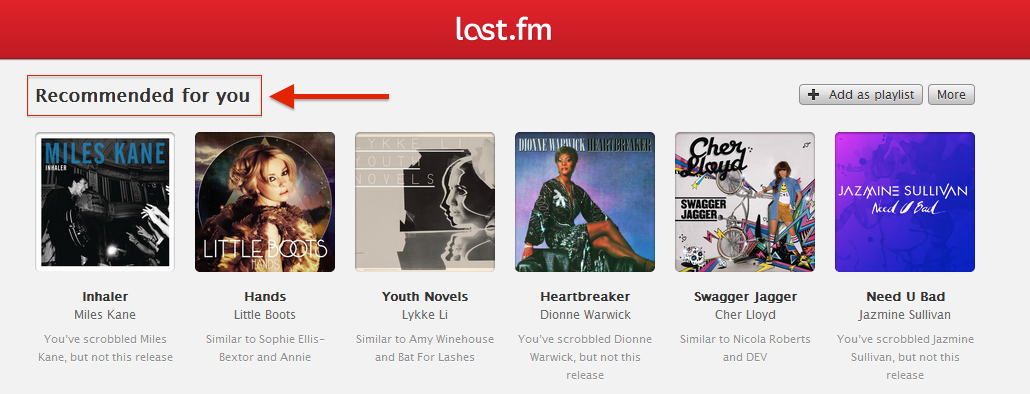 last.fm
Recommended for you
Add as playlist
More
MILES KANE
INHALER
LITTLE BOOTS
HANDS
LYKKE LI
YOUTH
NOVELS
DIONNE WARWICK HEARTBREAKER
Cher
Lloyd
SWAGGER
JAGGER
JAZMINE SULLIVAN
Need U Bad
Inhaler
Miles Kane
You've scrobbled Miles
Kane, but not this release
Hands
Little Boots
Similar to Sophie Ellis-
Bextor and Annie
Youth Novels
Lykke Li
Similar to Amy Winehouse
and Bat For Lashes
Heartbreaker
Dionne Warwick
You've scrobbled Dionne
Warwick, but not this
release
Swagger Jagger
Cher Lloyd
Similar to Nicola Roberts
and DEV
Need U Bad
Jazmine Sullivan
You've scrobbled Jazmine
Sullivan, but not this
release